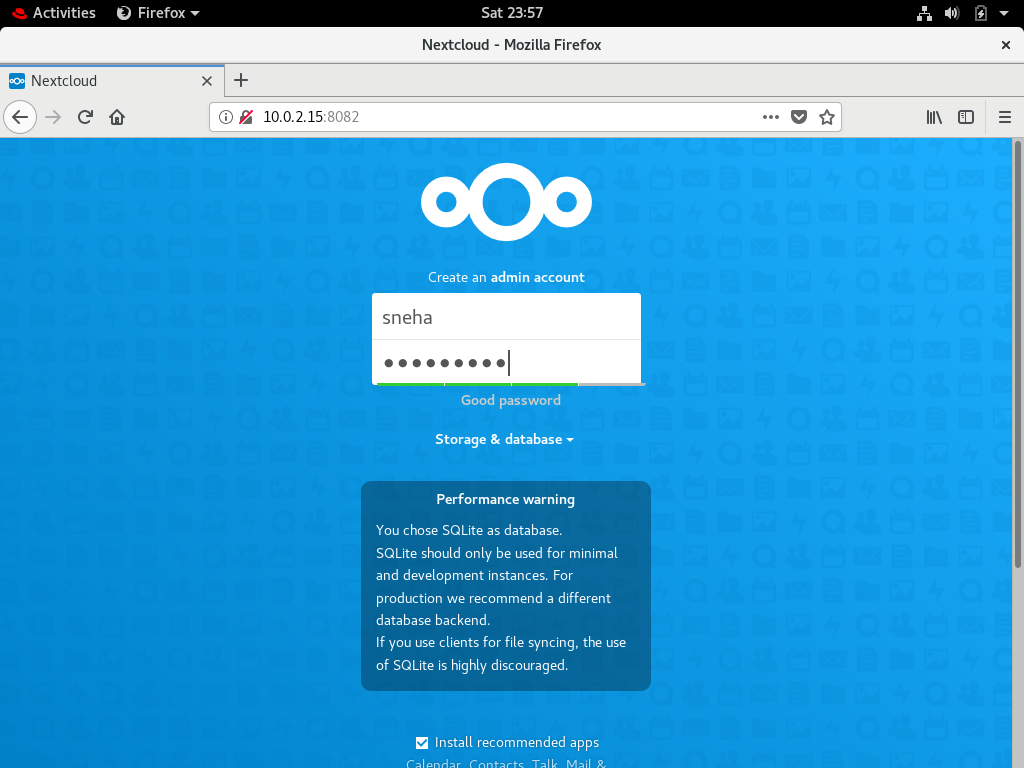 Activities Firefox Sat 23:57
Nextcloud - Mozilla Firefox
Nextcloud
10.0.2.15:8082
Create an admin account
sneha
●●●●●●●●●
Good password
Storage & database
Performance warning
You chose SQLite as database.
SQLite should only be used for minimal
and development instances. For
production we recommend a different
database backend.
If you use clients for file syncing, the use
of SQLite is highly discouraged.
Install recommended apps
Calendar, Contacts, Talk, Mail &